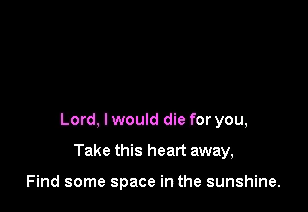 Lord, I would die for you,
Take this heart away,
Find some space in the sunshine.